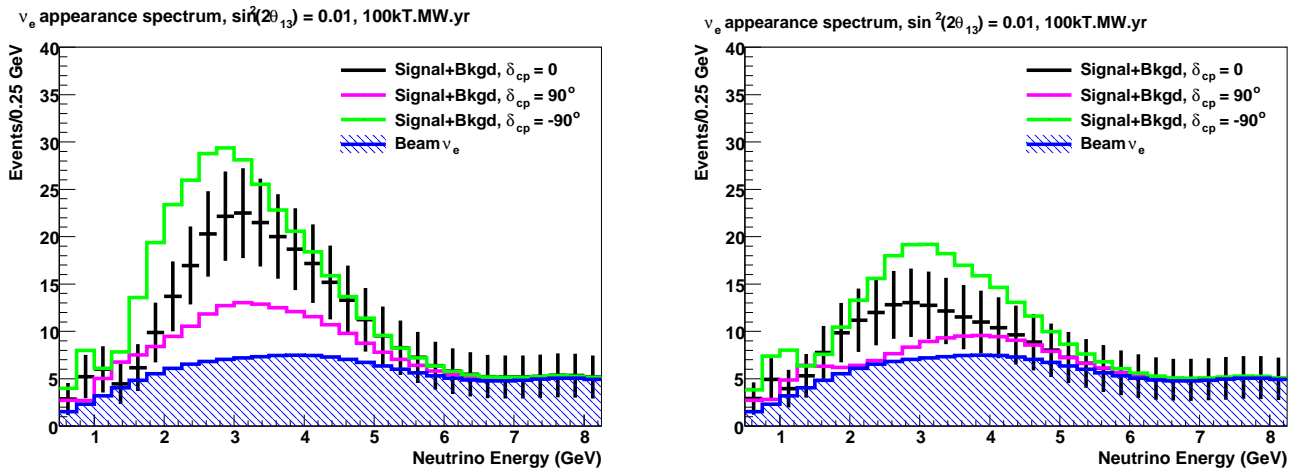 νe appearance spectrum, sin²(2θ13) = 0.01, 100kT.MW.yr
Events/0.25 GeV
40
35
30
25
20
15
10
5
0
Signal+Bkgd, δcp = 0
Signal+Bkgd, δcp = 90°
Signal+Bkgd, δcp = -90°
Beam νe
1 2 3 4 5 6 7 8
Neutrino Energy (GeV)
νe appearance spectrum, sin ²(2θ13) = 0.01, 100kT.MW.yr
Events/0.25 GeV
40
35
30
25
20
15
10
5
0
Signal+Bkgd, δcp = 0
Signal+Bkgd, δcp = 90°
Signal+Bkgd, δcp = -90°
Beam νe
1 2 3 4 5 6 7 8
Neutrino Energy (GeV)